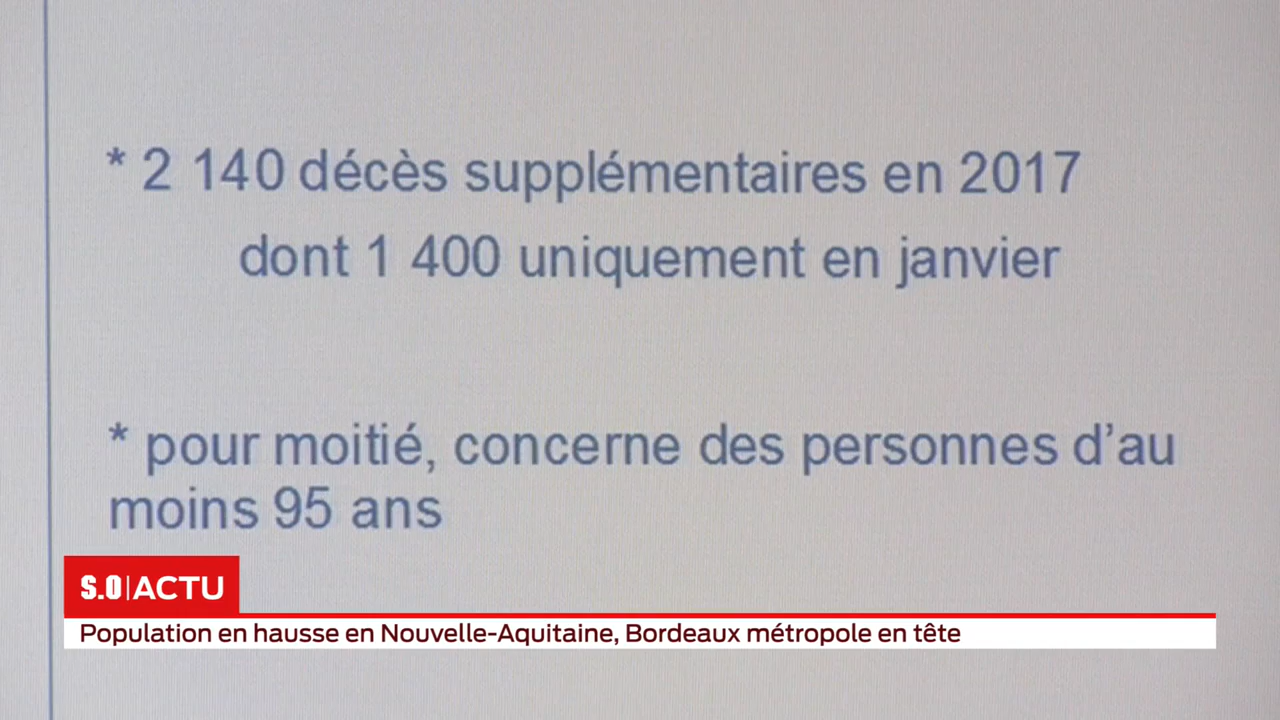 * 2 140 décès supplémentaires en 2017
dont 1 400 uniquement en janvier
* pour moitié, concerne des personnes d’au
moins 95 ans
S.O|ACTU
Population en hausse en Nouvelle-Aquitaine, Bordeaux métropole en tête